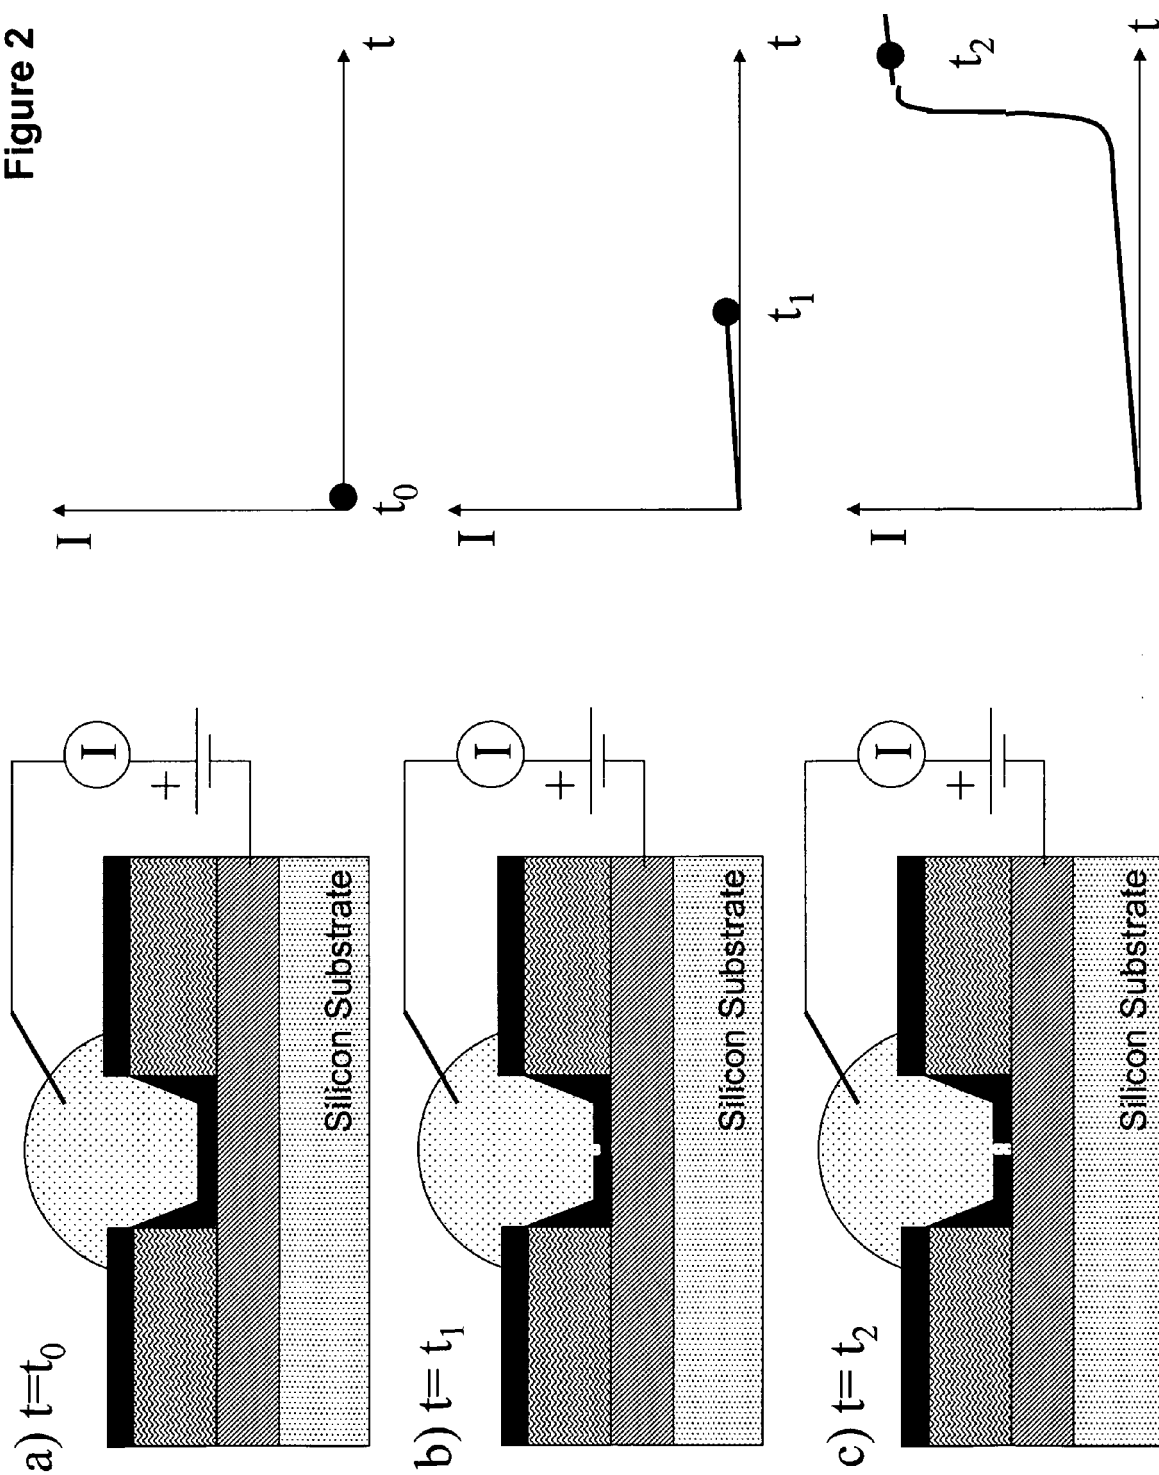 Figure 2
a) t=t₀
I
+
Silicon Substrate
I
t₀
t
b) t= t₁
I
+
Silicon Substrate
I
t₁
t
c) t= t₂
I
+
Silicon Substrate
I
t₂
t